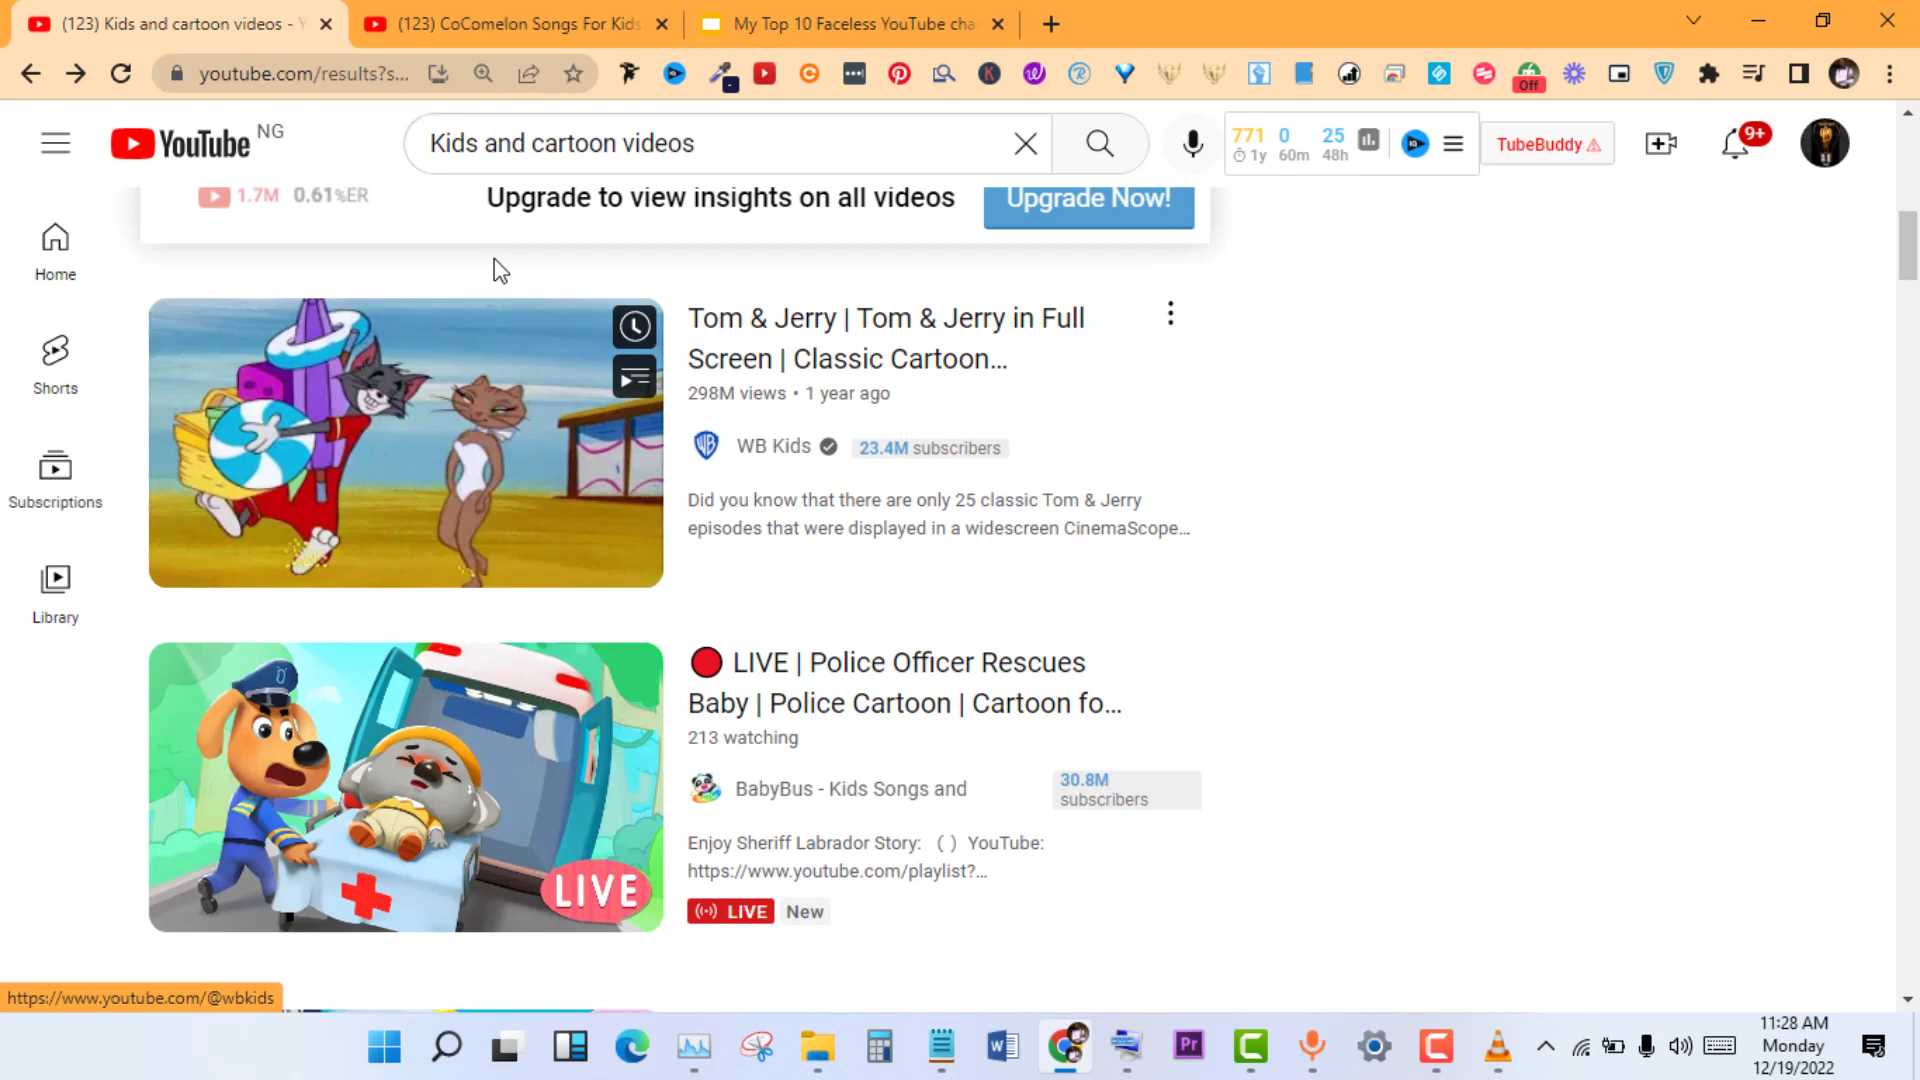 (123) Kids and cartoon videos - Y
(123) CoComelon Songs For Kids
My Top 10 Faceless YouTube cha
youtube.com/results?s...
Off
YouTube NG
Kids and cartoon videos
771 0 25
1y 60m 48h
TubeBuddy
9+
1.7M 0.61%ER
Upgrade to view insights on all videos
Upgrade Now!
Home
Shorts
Subscriptions
Library
Tom & Jerry | Tom & Jerry in Full
Screen | Classic Cartoon...
298M views • 1 year ago
WB Kids 23.4M subscribers
Did you know that there are only 25 classic Tom & Jerry
episodes that were displayed in a widescreen CinemaScope...
LIVE
🔴 LIVE | Police Officer Rescues
Baby | Police Cartoon | Cartoon fo...
213 watching
BabyBus - Kids Songs and
30.8M
subscribers
Enjoy Sheriff Labrador Story: ( ) YouTube:
https://www.youtube.com/playlist?...
LIVE New
https://www.youtube.com/@wbkids
Pr
11:28 AM
Monday
12/19/2022